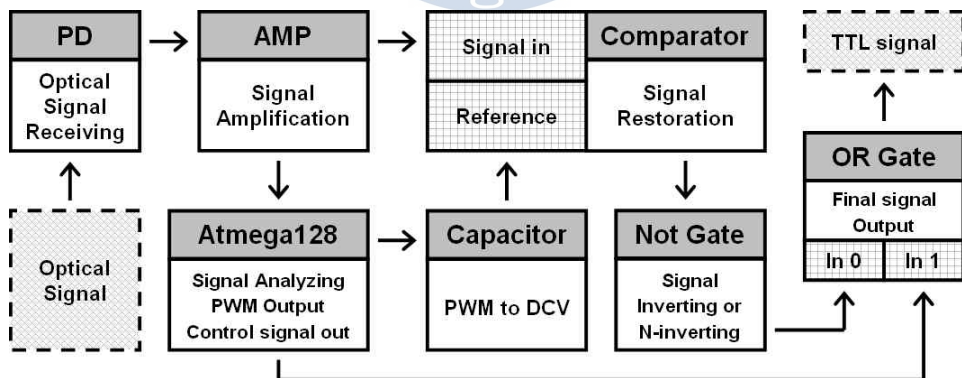 PD
Optical
Signal
Receiving
AMP
Signal
Amplification
Signal in
Reference
Comparator
Signal
Restoration
TTL signal
OR Gate
Final signal
Output
In 0
In 1
Optical
Signal
Atmega128
Signal Analyzing
PWM Output
Control signal out
Capacitor
PWM to DCV
Not Gate
Signal
Inverting or
N-inverting